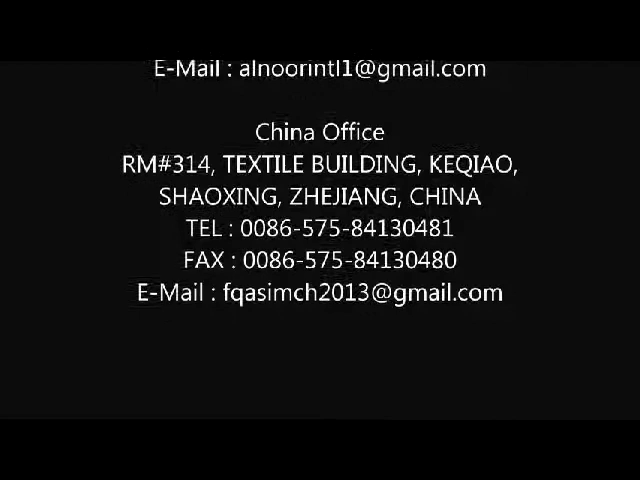 E-Mail : alnoorintl1@gmail.com
China Office
RM#314, TEXTILE BUILDING, KEQIAO,
SHAOXING, ZHEJIANG, CHINA
TEL : 0086-575-84130481
FAX : 0086-575-84130480
E-Mail : fqasimch2013@gmail.com